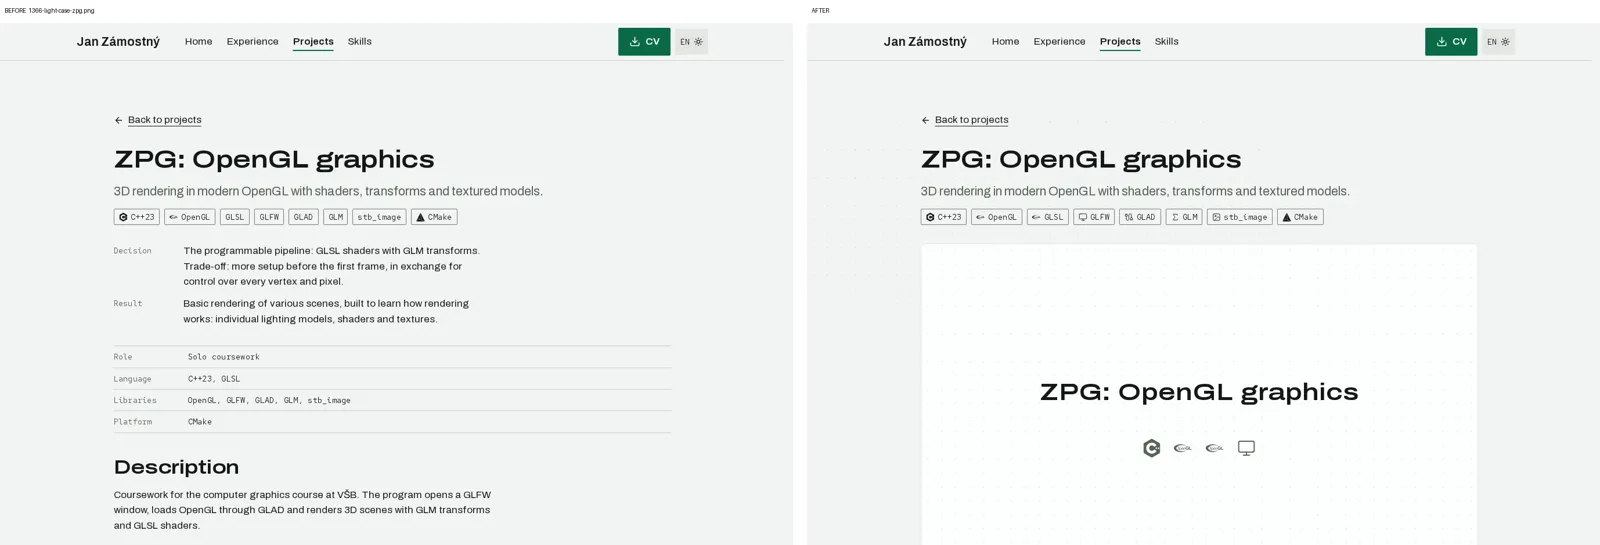 BEFORE 1366-light-case-zpg.png
Jan Zámostný Home Experience Projects Skills CV EN
Back to projects
ZPG: OpenGL graphics
3D rendering in modern OpenGL with shaders, transforms and textured models.
C++23 OpenGL GLSL GLFW GLAD GLM stb_image CMake
Decision The programmable pipeline: GLSL shaders with GLM transforms.
Trade-off: more setup before the first frame, in exchange for
control over every vertex and pixel.
Result Basic rendering of various scenes, built to learn how rendering
works: individual lighting models, shaders and textures.
Role Solo coursework
Language C++23, GLSL
Libraries OpenGL, GLFW, GLAD, GLM, stb_image
Platform CMake
Description
Coursework for the computer graphics course at VŠB. The program opens a GLFW
window, loads OpenGL through GLAD and renders 3D scenes with GLM transforms
and GLSL shaders.
AFTER
Jan Zámostný Home Experience Projects Skills CV EN
Back to projects
ZPG: OpenGL graphics
3D rendering in modern OpenGL with shaders, transforms and textured models.
C++23 OpenGL GLSL GLFW GLAD GLM stb_image CMake
ZPG: OpenGL graphics